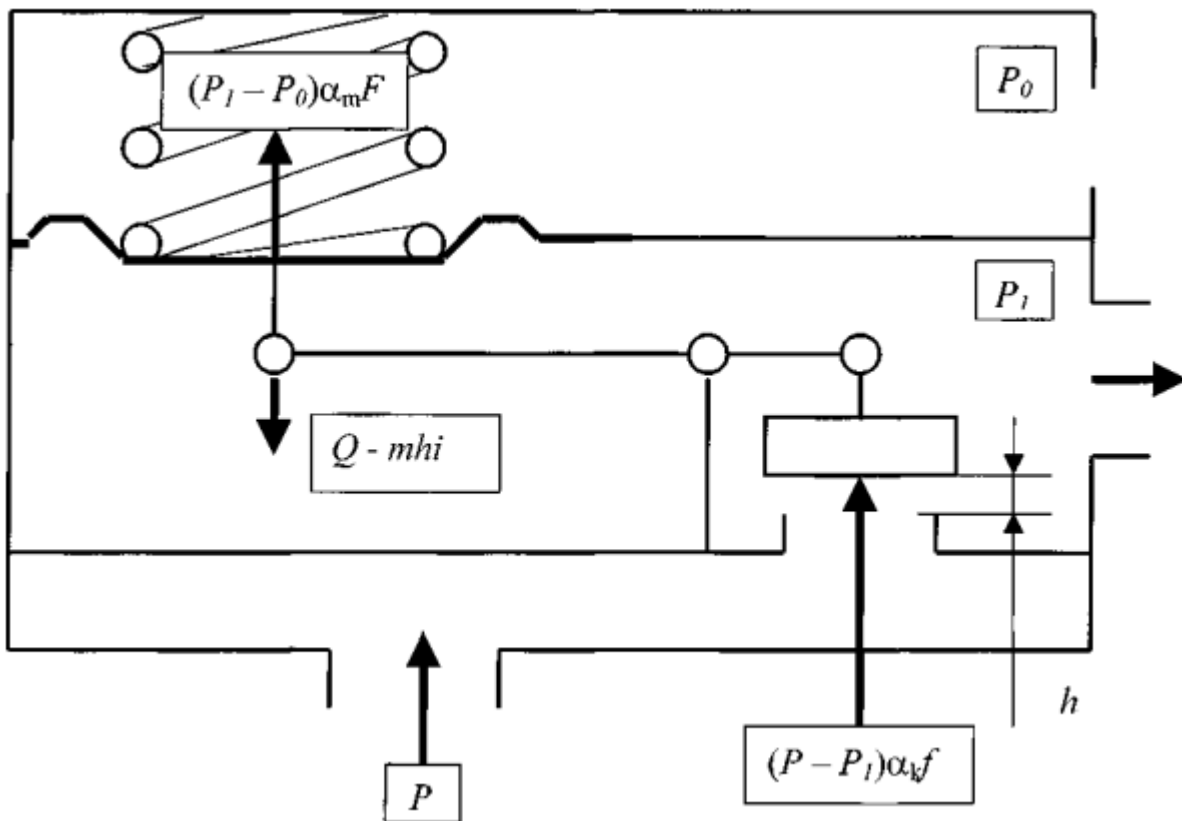 (P₁ – P₀)αₘF
P₀
P₁
Q - mhi
h
(P – P₁)αₖf
P